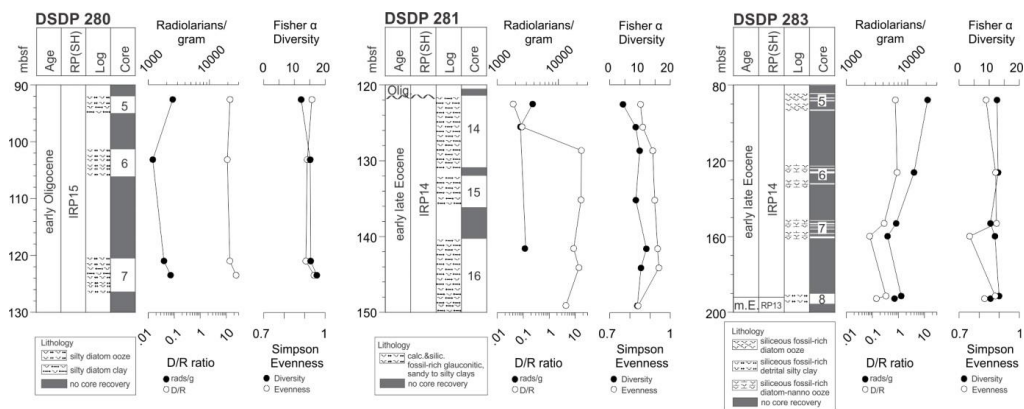 DSDP 280
Radiolarians/
gram
Fisher α
Diversity
mbsf
Age
RP(SH)
Log
Core
1000
10000
0
10
20
90
100
110
120
130
early Oligocene
IRP15
5
6
7
.01
0.1
1
10
0.7
1
D/R ratio
Simpson
Evenness
rads/g
D/R
Diversity
Evenness
Lithology
silty diatom ooze
silty diatom clay
no core recovery
DSDP 281
Radiolarians/
gram
Fisher α
Diversity
mbsf
Age
RP(SH)
Log
Core
1000
10000
0
10
20
120
130
140
150
Olig
early late Eocene
IRP14
14
15
16
.01
0.1
1
10
0.7
1
D/R ratio
Simpson
Evenness
rads/g
D/R
Diversity
Evenness
Lithology
calc.&silic.
fossil-rich glauconitic,
sandy to silty clays
no core recovery
DSDP 283
Radiolarians/
gram
Fisher α
Diversity
mbsf
Age
RP(SH)
Log
Core
1000
10000
0
10
20
80
120
160
200
early late Eocene
IRP14
m.E.
RP13
5
6
7
8
.01
0.1
1
10
0.7
1
D/R ratio
Simpson
Evenness
rads/g
D/R
Diversity
Evenness
Lithology
siliceous fossil-rich
diatom ooze
siliceous fossil-rich
detrital silty clay
siliceous fossil-rich
diatom-nanno ooze
no core recovery